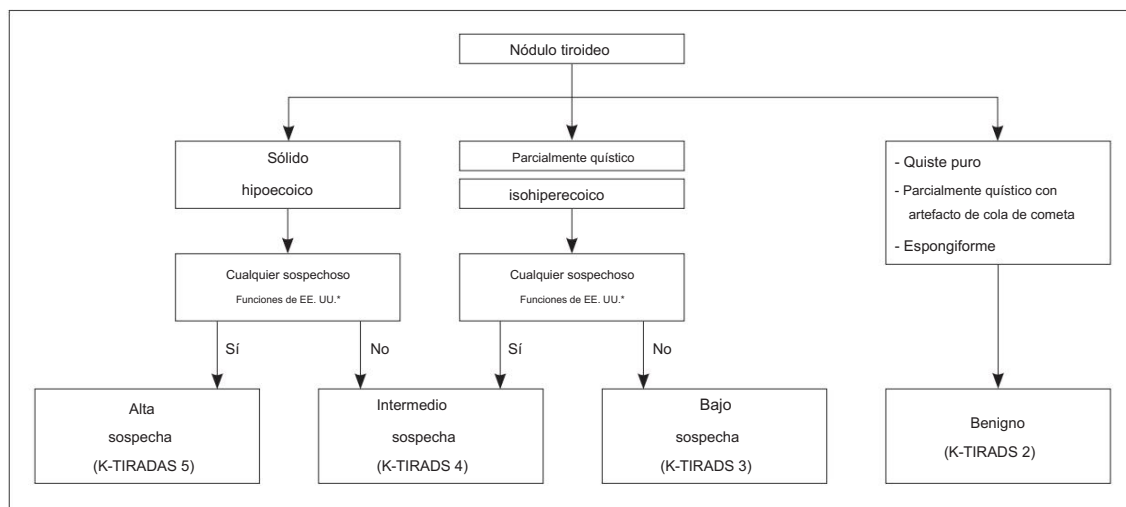 Nódulo tiroideo
Sólido
hipoecoico
Parcialmente quístico
isohiperecoico
- Quiste puro
- Parcialmente quístico con
artefacto de cola de cometa
- Espongiforme
Cualquier sospechoso
Funciones de EE. UU.*
Cualquier sospechoso
Funciones de EE. UU.*
Sí
No
Sí
No
Alta
sospecha
(K-TIRADAS 5)
Intermedio
sospecha
(K-TIRADS 4)
Bajo
sospecha
(K-TIRADS 3)
Benigno
(K-TIRADS 2)